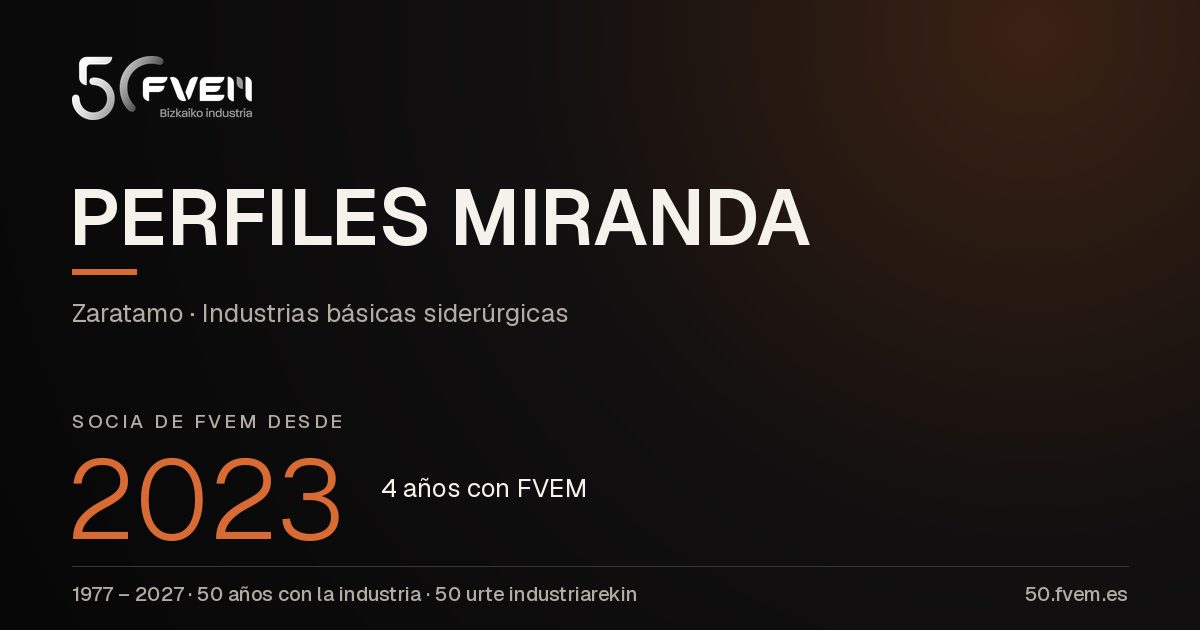 50 FVEM
Bizkaiko industria
PERFILES MIRANDA
Zaratamo · Industrias básicas siderúrgicas
SOCIA DE FVEM DESDE
2023
4 años con FVEM
1977 – 2027 · 50 años con la industria · 50 urte industriarekin
50.fvem.es